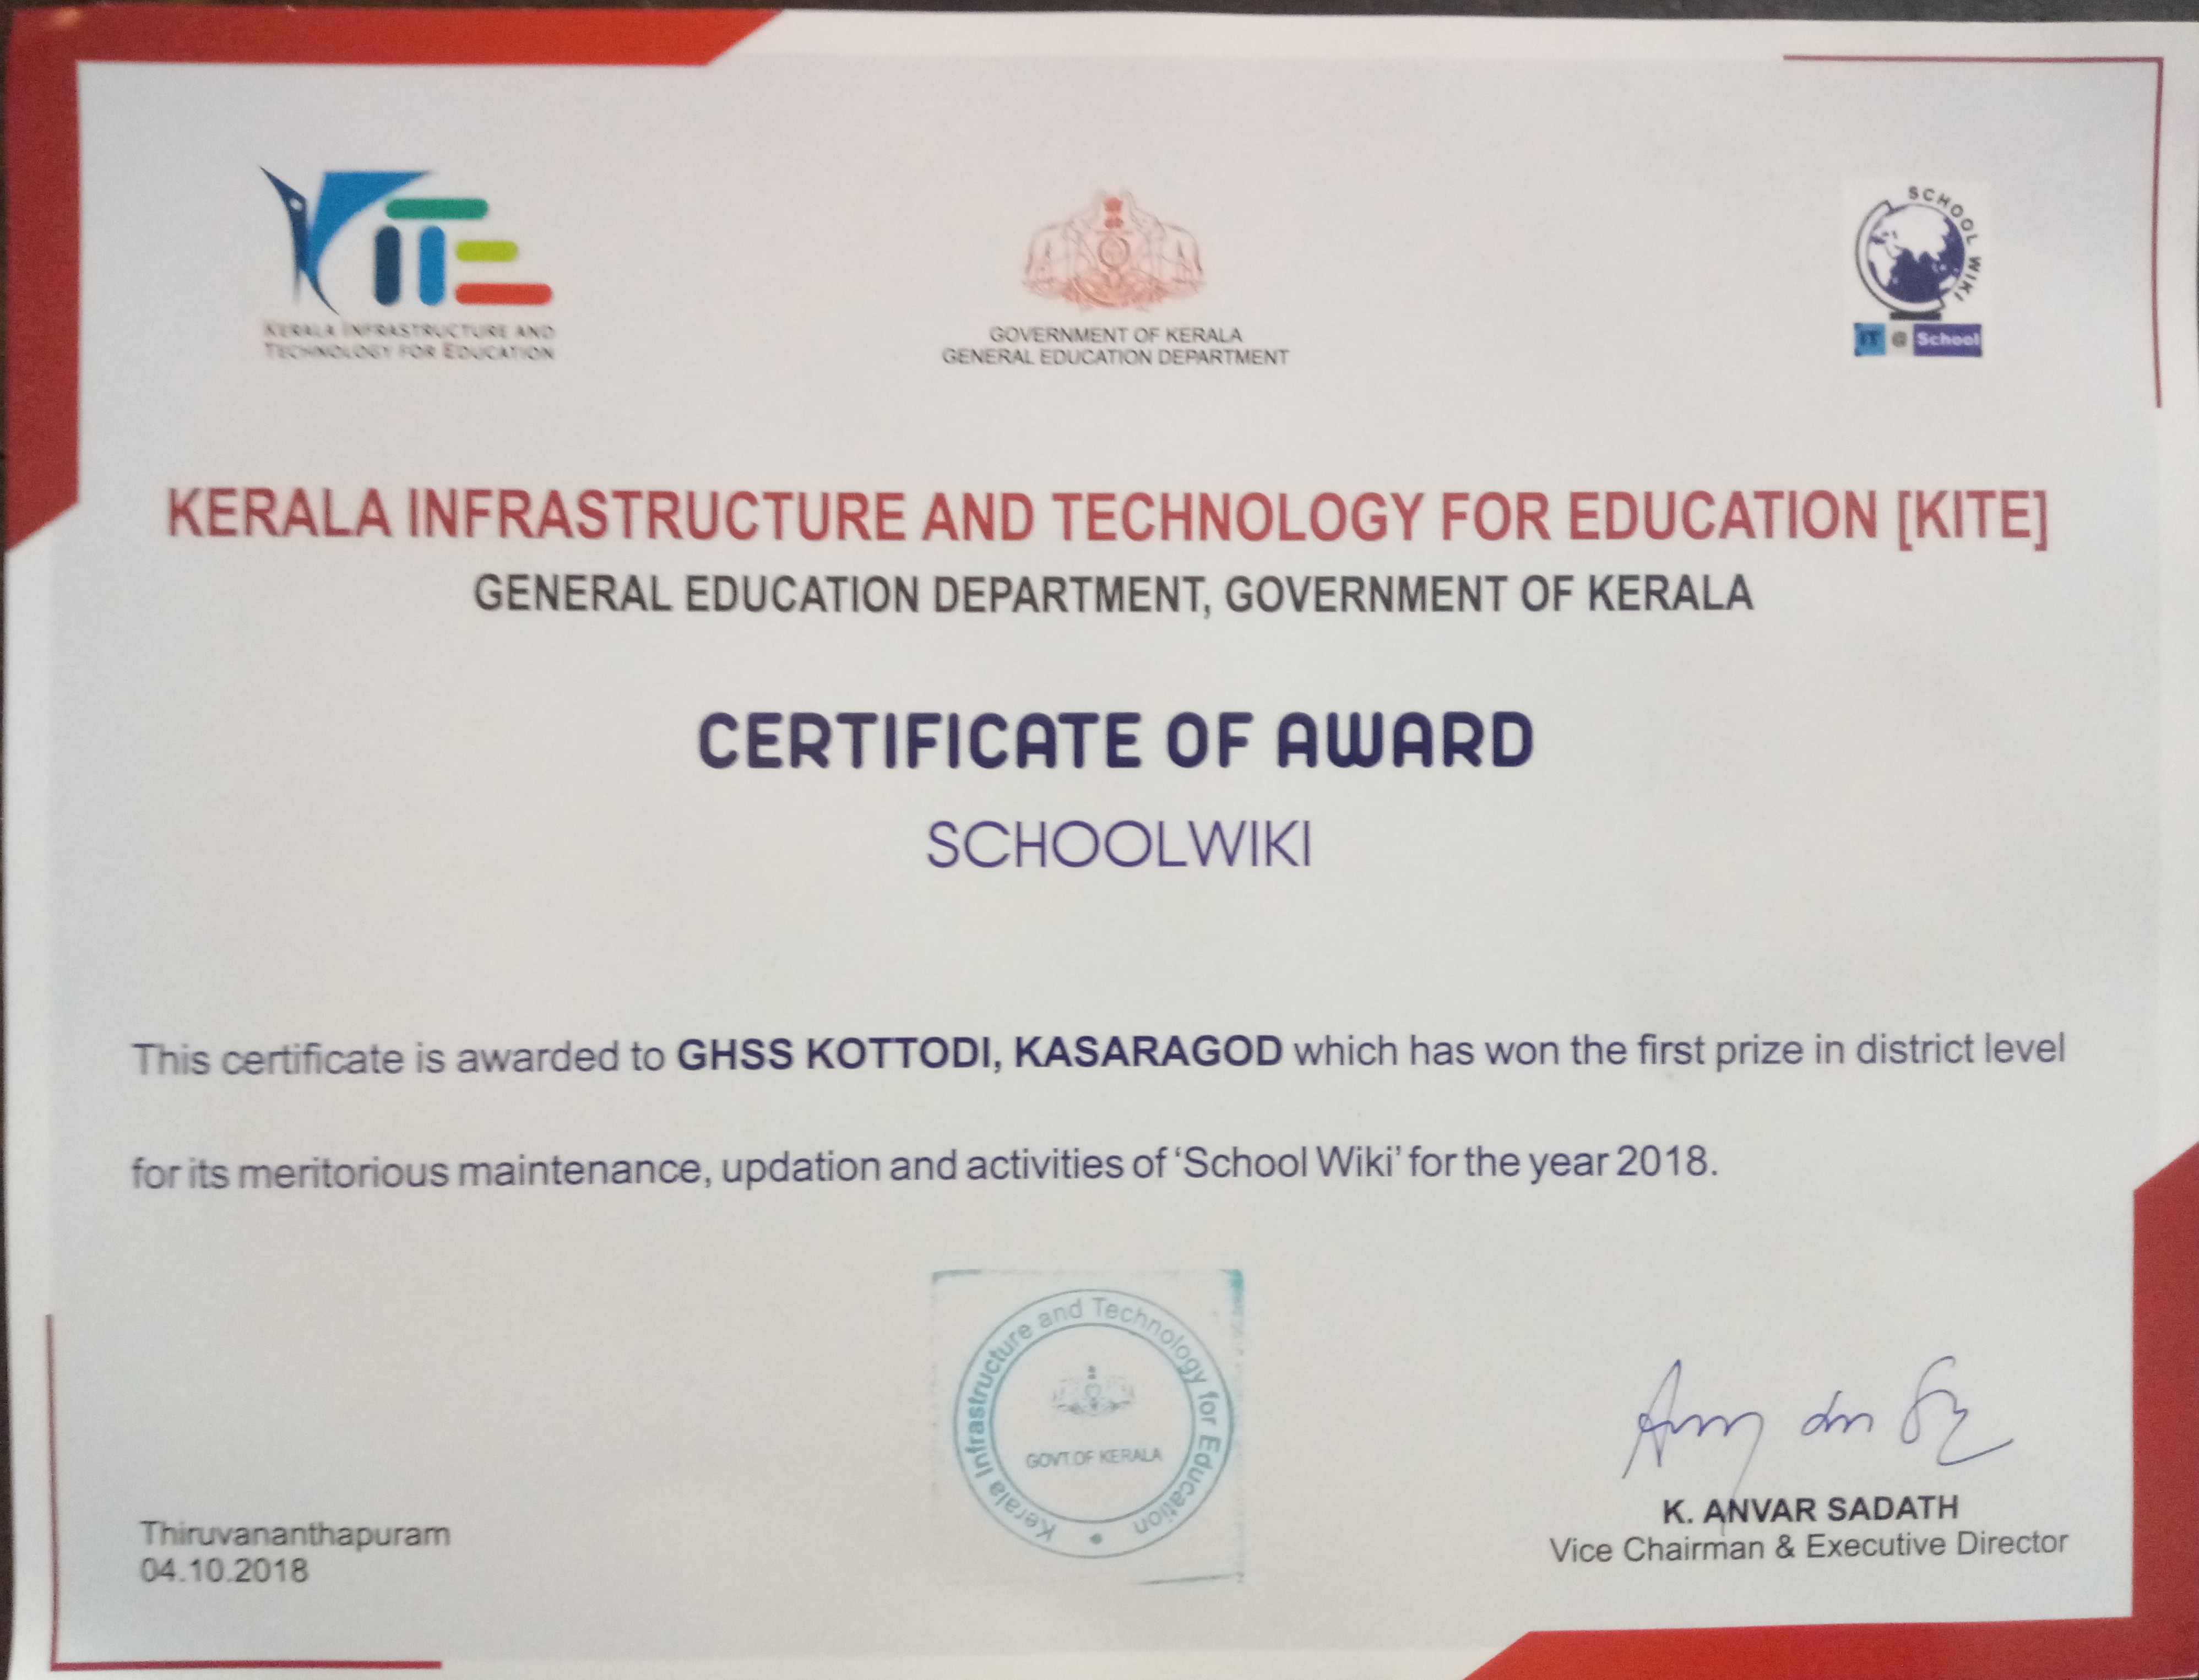 KITE
KERALA INFRASTRUCTURE AND
TECHNOLOGY FOR EDUCATION
GOVERNMENT OF KERALA
GENERAL EDUCATION DEPARTMENT
SCHOOL WIKI
IT @ School
KERALA INFRASTRUCTURE AND TECHNOLOGY FOR EDUCATION [KITE]
GENERAL EDUCATION DEPARTMENT, GOVERNMENT OF KERALA
CERTIFICATE OF AWARD
SCHOOLWIKI
This certificate is awarded to GHSS KOTTODI, KASARAGOD which has won the first prize in district level
for its meritorious maintenance, updation and activities of ‘School Wiki’ for the year 2018.
Kerala Infrastructure and Technology for Education
GOVT.OF KERALA
Thiruvananthapuram
04.10.2018
K. ANVAR SADATH
Vice Chairman & Executive Director